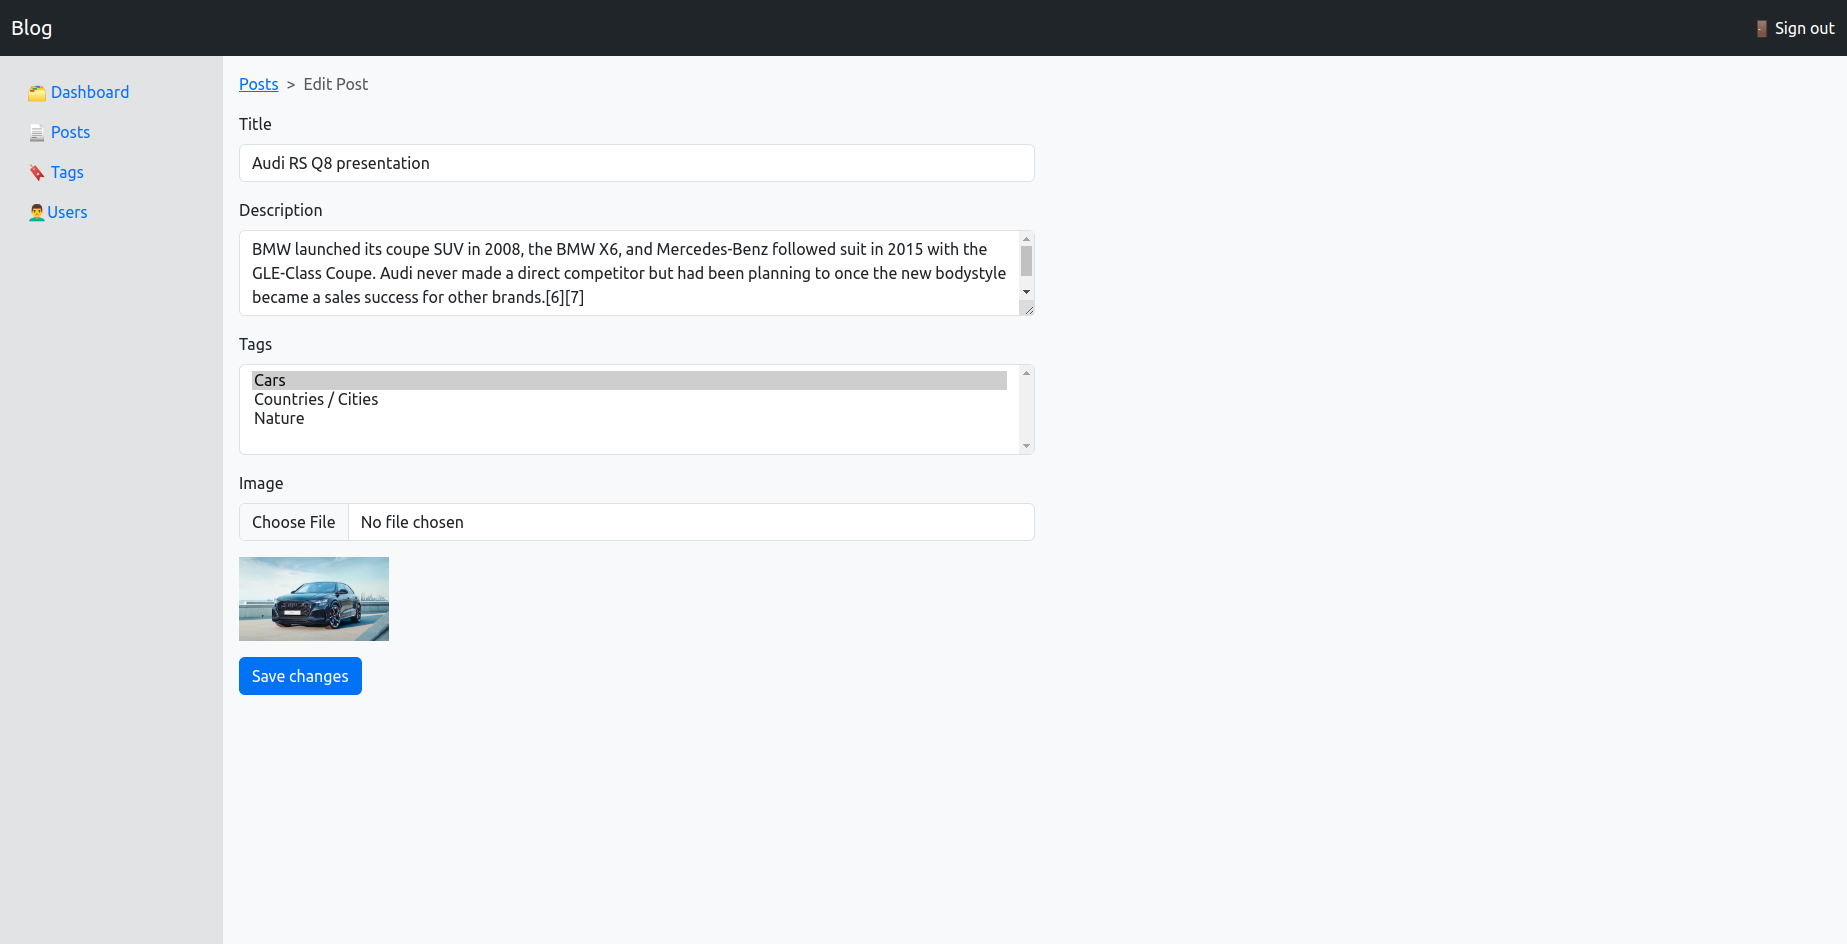 Blog
Sign out
Dashboard
Posts
Tags
Users
Posts > Edit Post
Title
Audi RS Q8 presentation
Description
BMW launched its coupe SUV in 2008, the BMW X6, and Mercedes-Benz followed suit in 2015 with the
GLE-Class Coupe. Audi never made a direct competitor but had been planning to once the new bodystyle
became a sales success for other brands.[6][7]
Tags
Cars
Countries / Cities
Nature
Image
Choose File No file chosen
Save changes